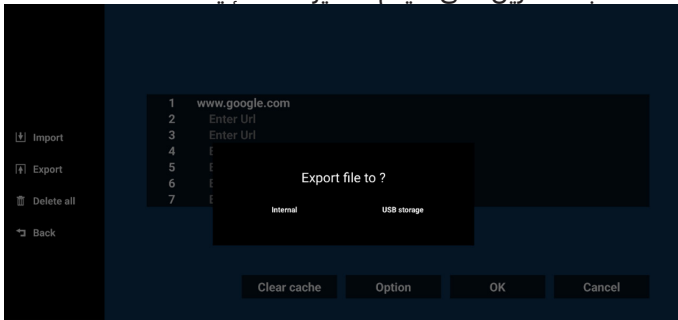 1 www.google.com
2 Enter Url
3 Enter Url
4 E
5 E
6 E
7 E
Import
Export
Delete all
Back
Export file to ?
Internal USB storage
Clear cache Option OK Cancel